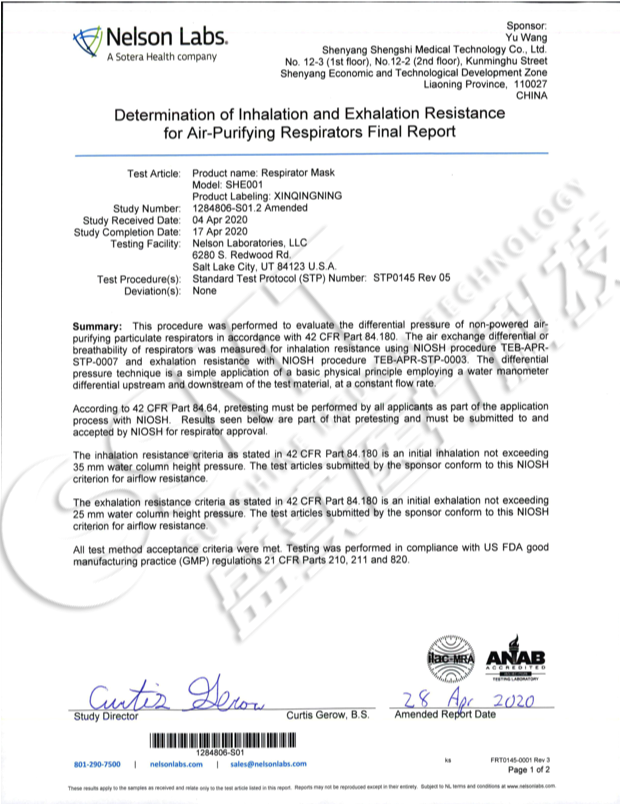 Nelson Labs.
A Sotera Health company
Sponsor:
Yu Wang
Shenyang Shengshi Medical Technology Co., Ltd.
No. 12-3 (1st floor), No.12-2 (2nd floor), Kunminghu Street
Shenyang Economic and Technological Development Zone
Liaoning Province, 110027
CHINA
Determination of Inhalation and Exhalation Resistance
for Air-Purifying Respirators Final Report
Test Article: Product name: Respirator Mask
Model: SHE001
Product Labeling: XINQINGNING
Study Number: 1284806-S01.2 Amended
Study Received Date: 04 Apr 2020
Study Completion Date: 17 Apr 2020
Testing Facility: Nelson Laboratories, LLC
6280 S. Redwood Rd.
Salt Lake City, UT 84123 U.S.A.
Test Procedure(s): Standard Test Protocol (STP) Number: STP0145 Rev 05
Deviation(s): None
Summary: This procedure was performed to evaluate the differential pressure of non-powered air-
purifying particulate respirators in accordance with 42 CFR Part 84.180. The air exchange differential or
breathability of respirators was measured for inhalation resistance using NIOSH procedure TEB-APR-
STP-0007 and exhalation resistance with NIOSH procedure TEB-APR-STP-0003. The differential
pressure technique is a simple application of a basic physical principle employing a water manometer
differential upstream and downstream of the test material, at a constant flow rate.
According to 42 CFR Part 84.64, pretesting must be performed by all applicants as part of the application
process with NIOSH. Results seen below are part of that pretesting and must be submitted to and
accepted by NIOSH for respirator approval.
The inhalation resistance criteria as stated in 42 CFR Part 84.180 is an initial inhalation not exceeding
35 mm water column height pressure. The test articles submitted by the sponsor conform to this NIOSH
criterion for airflow resistance.
The exhalation resistance criteria as stated in 42 CFR Part 84.180 is an initial exhalation not exceeding
25 mm water column height pressure. The test articles submitted by the sponsor conform to this NIOSH
criterion for airflow resistance.
All test method acceptance criteria were met. Testing was performed in compliance with US FDA good
manufacturing practice (GMP) regulations 21 CFR Parts 210, 211 and 820.
ilac-MRA
ANAB
ACCREDITED
TESTING LABORATORY
Curtis Gerow
28 Apr 2020
Study Director Curtis Gerow, B.S. Amended Report Date
1284806-S01
801-290-7500 | nelsonlabs.com | sales@nelsonlabs.com
ks
FRT0145-0001 Rev 3
Page 1 of 2
These results apply to the samples as received and relate only to the test article listed in this report. Reports may not be reproduced except in their entirety. Subject to NL terms and conditions at www.nelsonlabs.com.
TECHNOLOGY